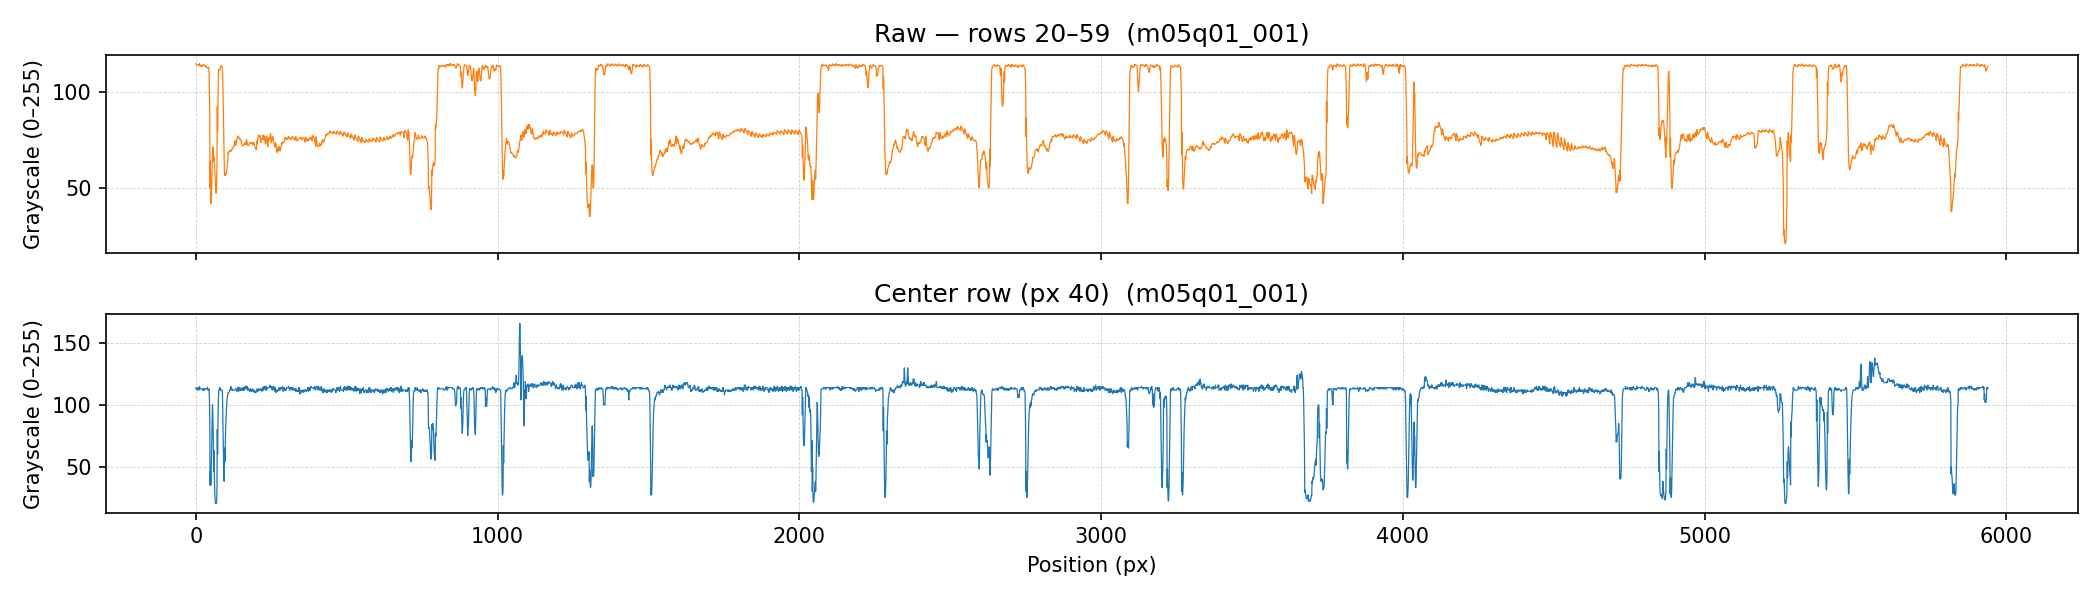 Raw — rows 20–59  (m05q01_001)
Grayscale (0–255)
100
50
Center row (px 40)  (m05q01_001)
Grayscale (0–255)
150
100
50
0
1000
2000
3000
4000
5000
6000
Position (px)